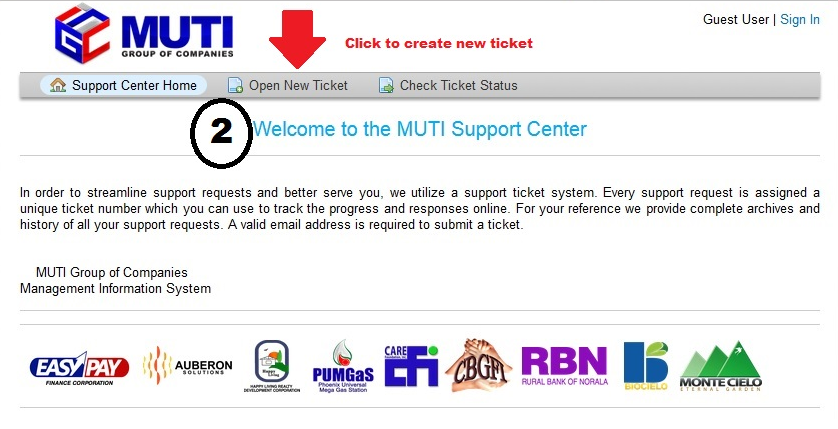 MUTI
GROUP OF COMPANIES
Click to create new ticket
Guest User | Sign In
Support Center Home
Open New Ticket
Check Ticket Status
2
Welcome to the MUTI Support Center
In order to streamline support requests and better serve you, we utilize a support ticket system. Every support request is assigned a
unique ticket number which you can use to track the progress and responses online. For your reference we provide complete archives and
history of all your support requests. A valid email address is required to submit a ticket.
MUTI Group of Companies
Management Information System
EASY PAY
FINANCE CORPORATION
AUBERON
SOLUTIONS
Happy
Living
HAPPY LIVING REALTY
DEVELOPMENT CORPORATION
PUMGaS
Phoenix Universal
Mega Gas Station
CARE
CFI
CBGFI
RBN
RURAL BANK OF NORALA
BIOCIELO
MONTE CIELO
ETERNAL GARDEN